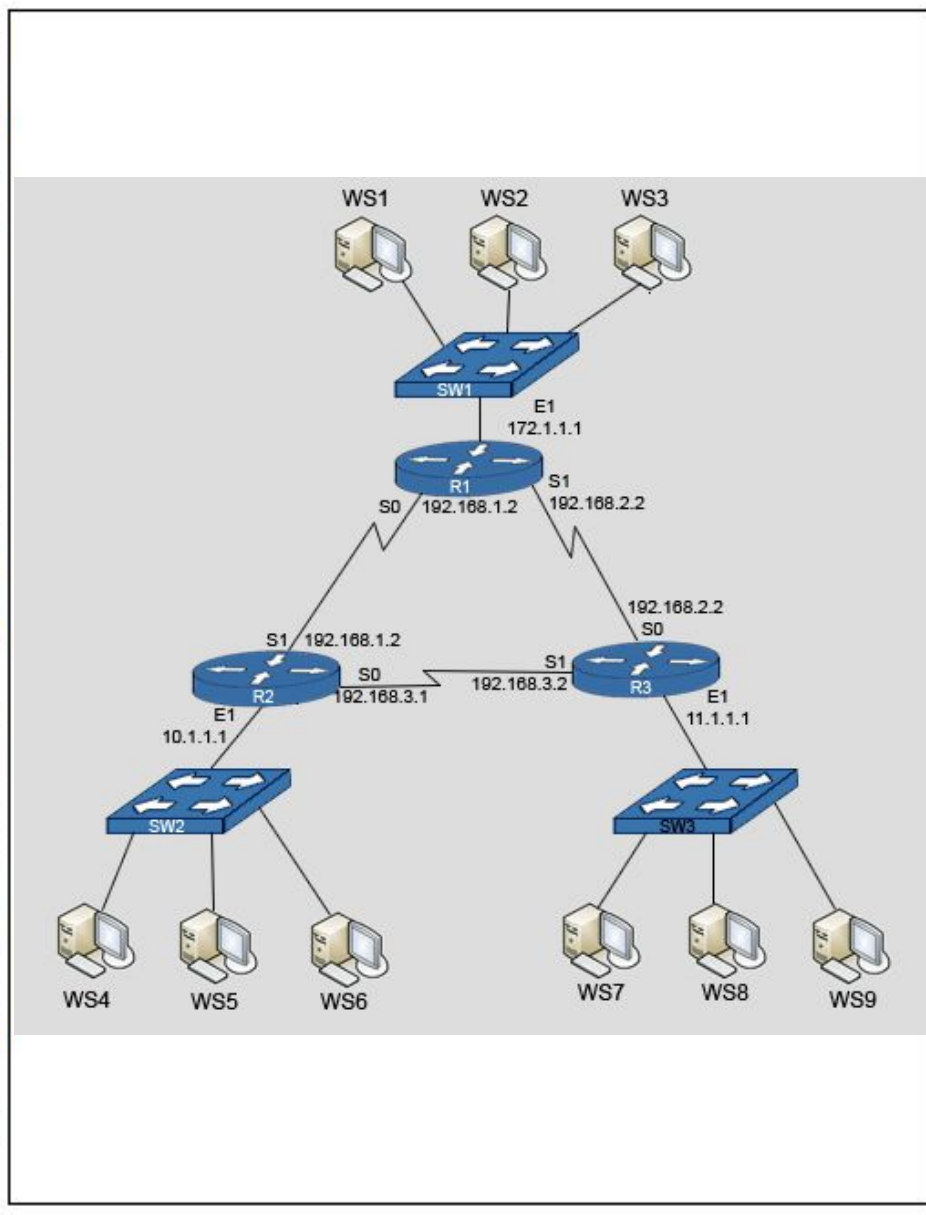 WS1
WS2
WS3
SW1
E1
172.1.1.1
R1
S1
S0
192.168.1.2
192.168.2.2
192.168.2.2
S0
S1
192.168.1.2
S0
S1
R2
192.168.3.1
192.168.3.2
R3
E1
10.1.1.1
E1
11.1.1.1
SW2
SW3
WS4
WS5
WS6
WS7
WS8
WS9